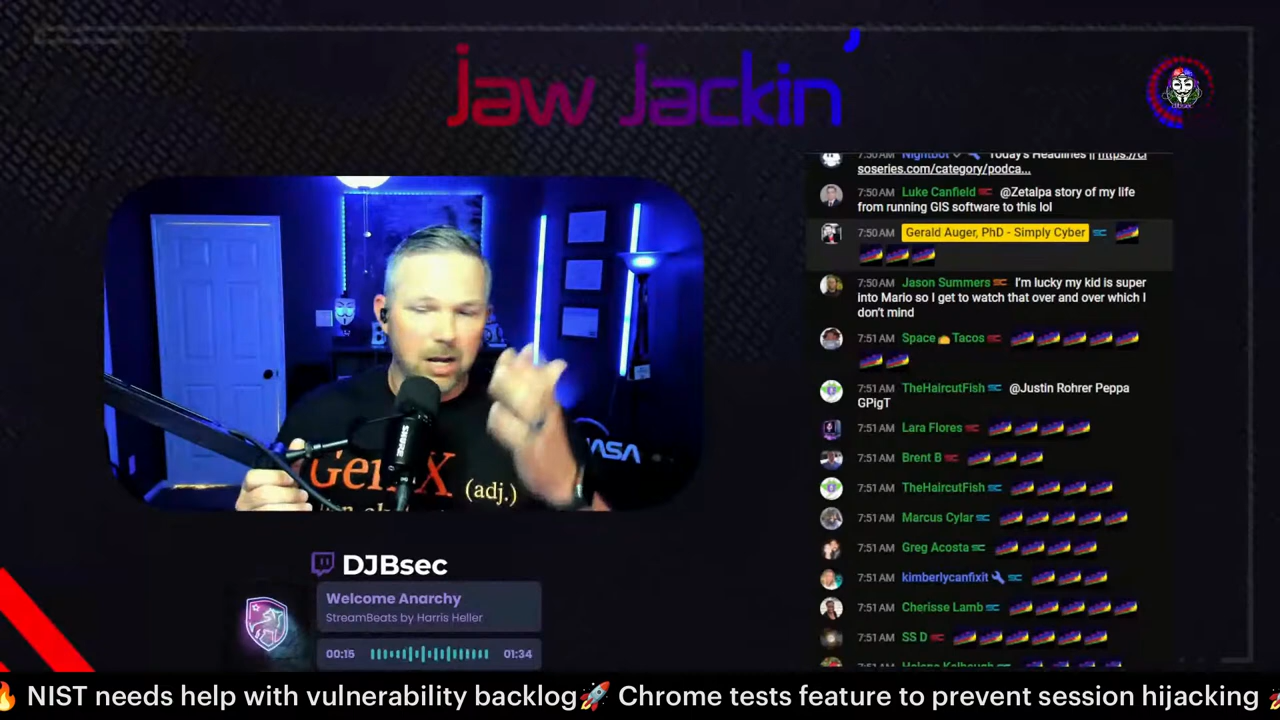 Jaw Jackin'
7:50 AM Nightbot Today's Headlines || https://ci
soseries.com/category/podca...
7:50 AM Luke Canfield @Zetalpa story of my life
from running GIS software to this lol
7:50 AM Gerald Auger, PhD - Simply Cyber
7:50 AM Jason Summers I'm lucky my kid is super
into Mario so I get to watch that over and over which I
don't mind
7:51 AM Space Tacos
7:51 AM TheHaircutFish @Justin Rohrer Peppa
GPigT
7:51 AM Lara Flores
7:51 AM Brent B
7:51 AM TheHaircutFish
7:51 AM Marcus Cylar
7:51 AM Greg Acosta
7:51 AM kimberlycanfixit
7:51 AM Cherisse Lamb
7:51 AM SS D
SHURE
GenX (adj.)
NASA
DJBsec
Welcome Anarchy
StreamBeats by Harris Heller
00:15 01:34
NIST needs help with vulnerability backlog🚀 Chrome tests feature to prevent session hijacking